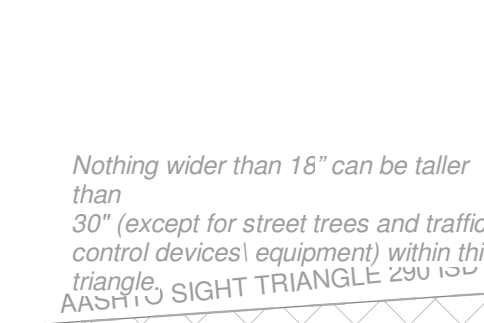 Nothing wider than 18” can be taller
than
30" (except for street trees and traffic
control devices\ equipment) within thi
triangle.
AASHTO SIGHT TRIANGLE 290 ISD